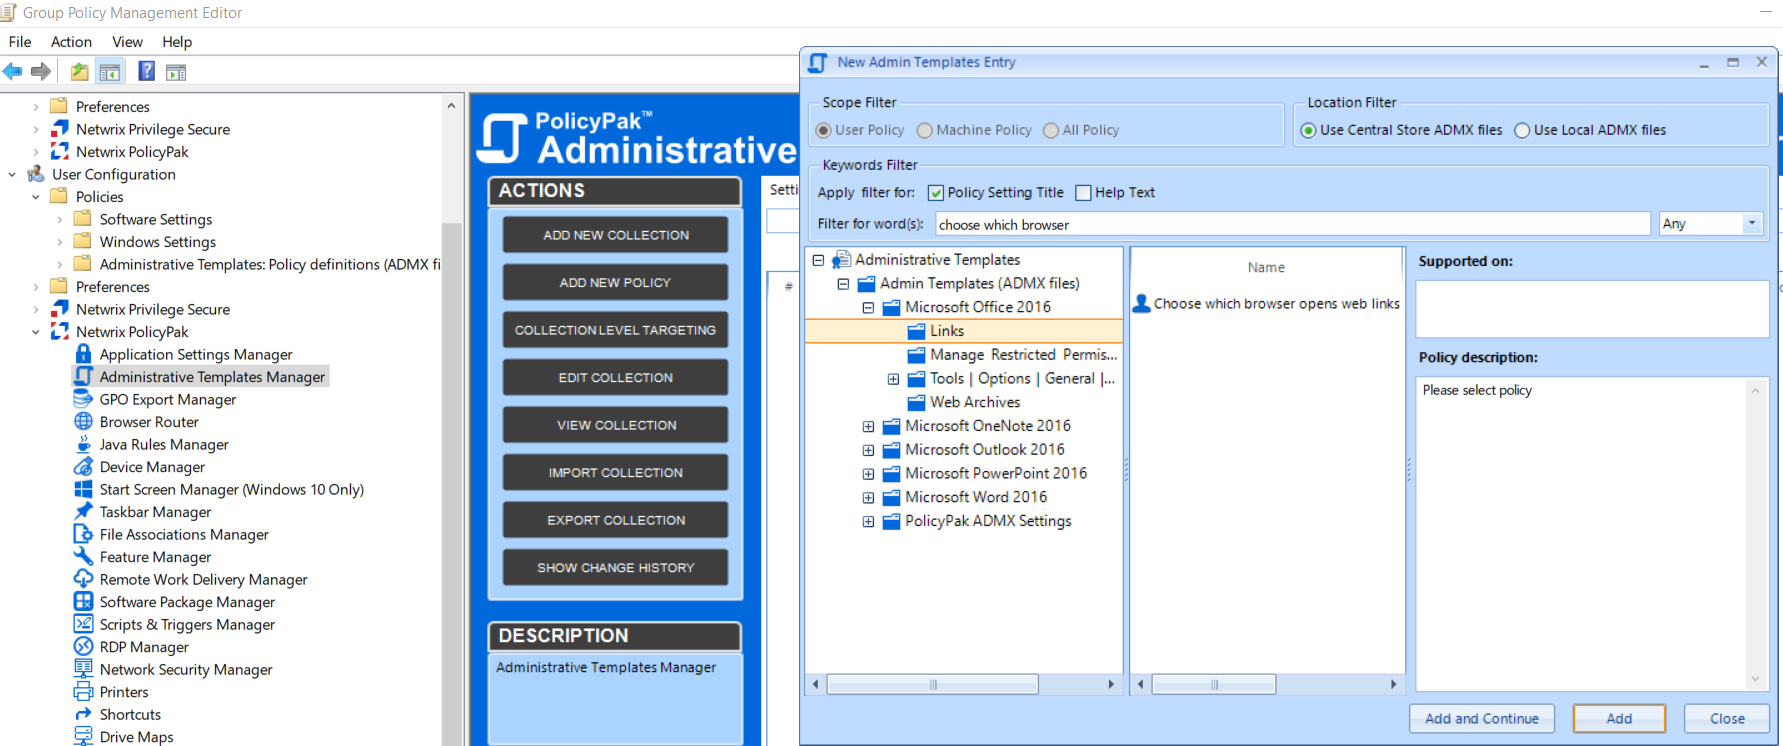 Group Policy Management Editor
File Action View Help
Preferences
Netwrix Privilege Secure
Netwrix PolicyPak
User Configuration
Policies
Software Settings
Windows Settings
Administrative Templates: Policy definitions (ADMX fi
Preferences
Netwrix Privilege Secure
Netwrix PolicyPak
Application Settings Manager
Administrative Templates Manager
GPO Export Manager
Browser Router
Java Rules Manager
Device Manager
Start Screen Manager (Windows 10 Only)
Taskbar Manager
File Associations Manager
Feature Manager
Remote Work Delivery Manager
Software Package Manager
Scripts & Triggers Manager
RDP Manager
Network Security Manager
Printers
Shortcuts
Drive Maps
PolicyPak™
Administrative
ACTIONS
ADD NEW COLLECTION
ADD NEW POLICY
COLLECTION LEVEL TARGETING
EDIT COLLECTION
VIEW COLLECTION
IMPORT COLLECTION
EXPORT COLLECTION
SHOW CHANGE HISTORY
DESCRIPTION
Administrative Templates Manager
Setti
#
New Admin Templates Entry
Scope Filter
User Policy Machine Policy All Policy
Location Filter
Use Central Store ADMX files Use Local ADMX files
Keywords Filter
Apply filter for: Policy Setting Title Help Text
Filter for word(s): choose which browser Any
Administrative Templates
Admin Templates (ADMX files)
Microsoft Office 2016
Links
Manage Restricted Permis...
Tools | Options | General |...
Web Archives
Microsoft OneNote 2016
Microsoft Outlook 2016
Microsoft PowerPoint 2016
Microsoft Word 2016
PolicyPak ADMX Settings
Name
Choose which browser opens web links
Supported on:
Policy description:
Please select policy
Add and Continue Add Close